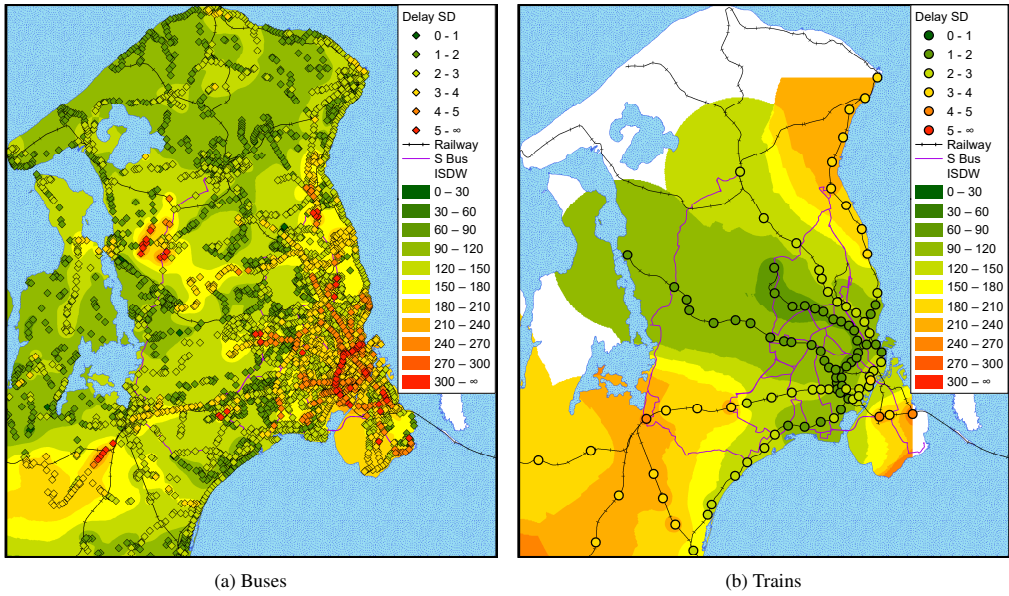 Delay SD
0 - 1
1 - 2
2 - 3
3 - 4
4 - 5
5 - ∞
Railway
S Bus
ISDW
0 – 30
30 – 60
60 – 90
90 – 120
120 – 150
150 – 180
180 – 210
210 – 240
240 – 270
270 – 300
300 – ∞
(a) Buses
Delay SD
0 - 1
1 - 2
2 - 3
3 - 4
4 - 5
5 - ∞
Railway
S Bus
ISDW
0 – 30
30 – 60
60 – 90
90 – 120
120 – 150
150 – 180
180 – 210
210 – 240
240 – 270
270 – 300
300 – ∞
(b) Trains